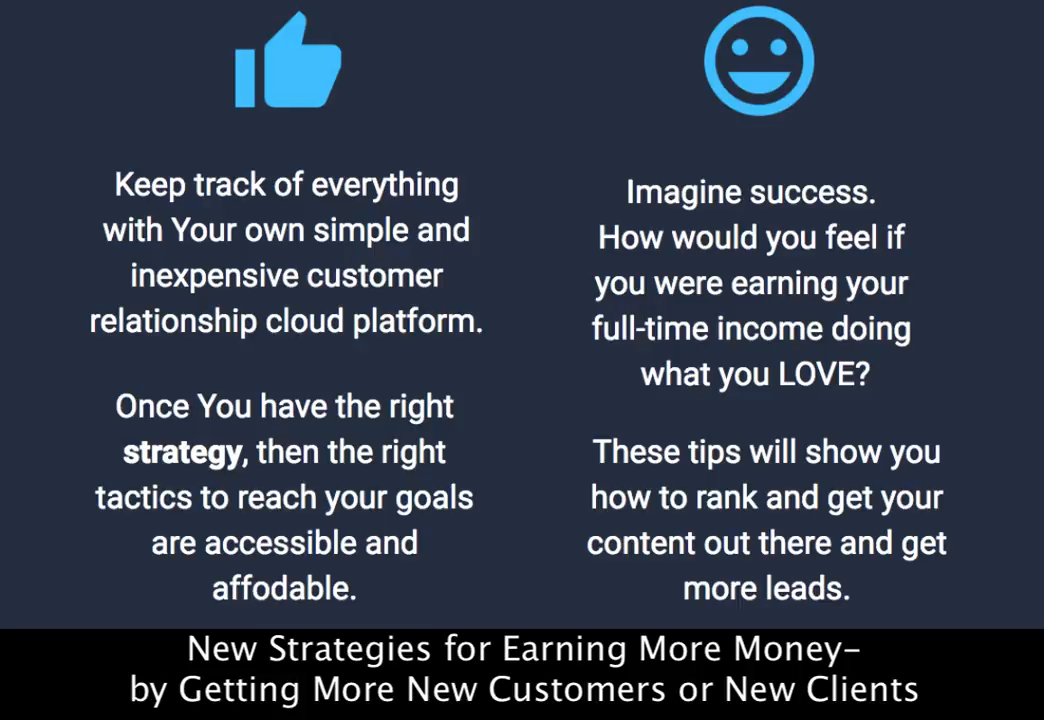 Keep track of everything
with Your own simple and
inexpensive customer
relationship cloud platform.
Once You have the right
strategy, then the right
tactics to reach your goals
are accessible and
affodable.
Imagine success.
How would you feel if
you were earning your
full-time income doing
what you LOVE?
These tips will show you
how to rank and get your
content out there and get
more leads.
New Strategies for Earning More Money-
by Getting More New Customers or New Clients